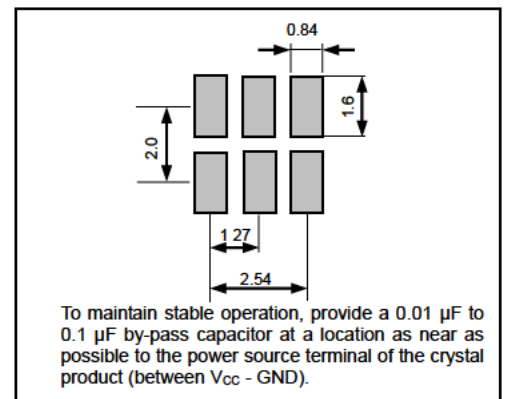 0.84
1.6
2.0
1 27
2.54
To maintain stable operation, provide a 0.01 µF to
0.1 µF by-pass capacitor at a location as near as
possible to the power source terminal of the crystal
product (between Vcc - GND).